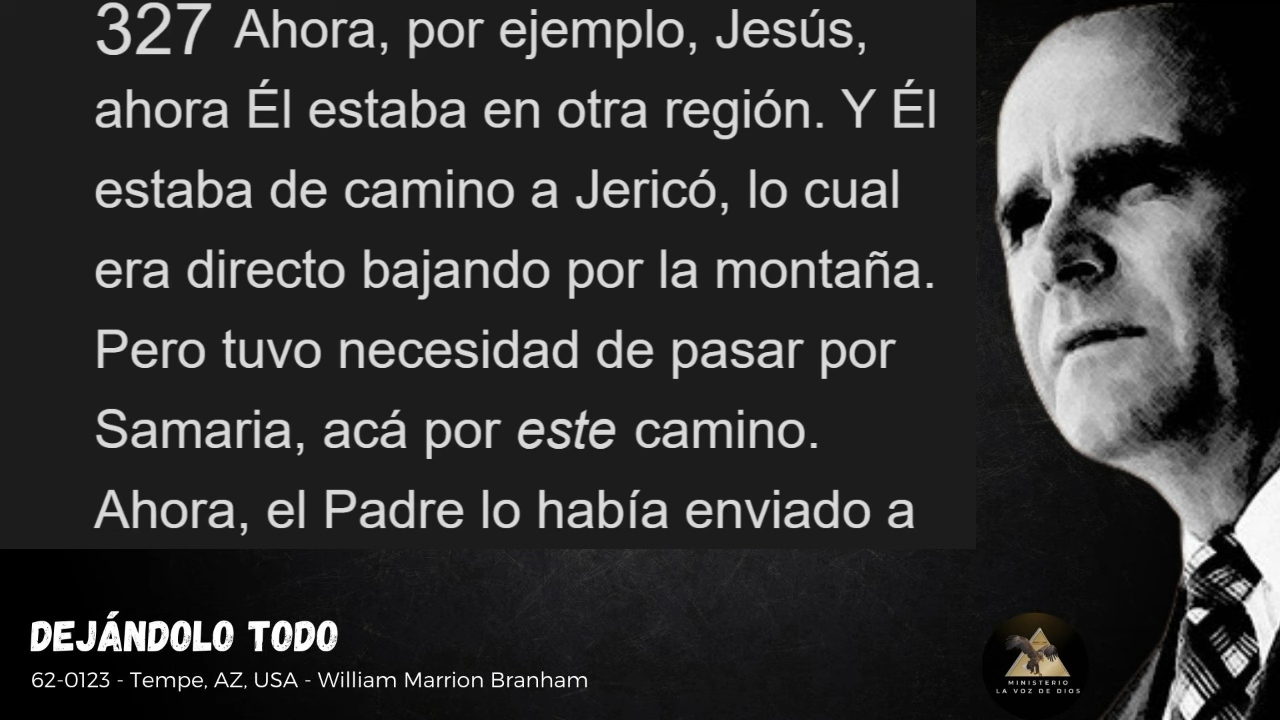 327 Ahora, por ejemplo, Jesús,
ahora Él estaba en otra región. Y Él
estaba de camino a Jericó, lo cual
era directo bajando por la montaña.
Pero tuvo necesidad de pasar por
Samaria, acá por este camino.
Ahora, el Padre lo había enviado a
DEJÁNDOLO TODO
62-0123 - Tempe, AZ, USA - William Marrion Branham
MINISTERIO
LA VOZ DE DIOS